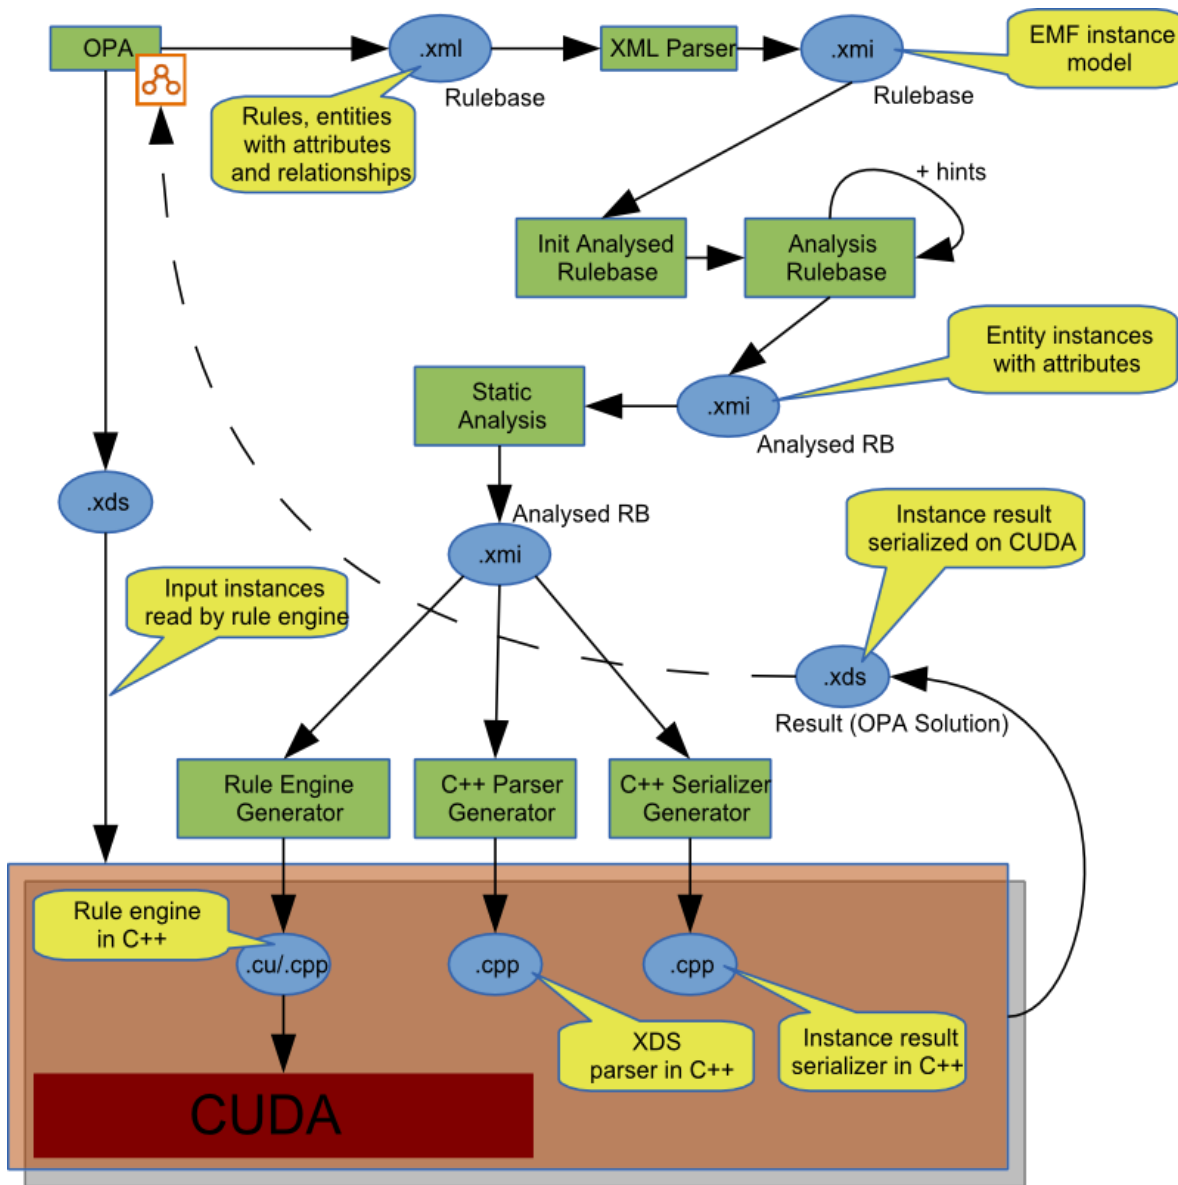 OPA
.xml
Rulebase
XML Parser
.xmi
Rulebase
EMF instance
model
Rules, entities
with attributes
and relationships
+ hints
Init Analysed
Rulebase
Analysis
Rulebase
Entity instances
with attributes
Static
Analysis
.xmi
Analysed RB
.xds
Analysed RB
.xmi
Instance result
serialized on CUDA
Input instances
read by rule engine
.xds
Result (OPA Solution)
Rule Engine
Generator
C++ Parser
Generator
C++ Serializer
Generator
Rule engine
in C++
.cu/.cpp
.cpp
.cpp
XDS
parser in C++
Instance result
serializer in C++
CUDA